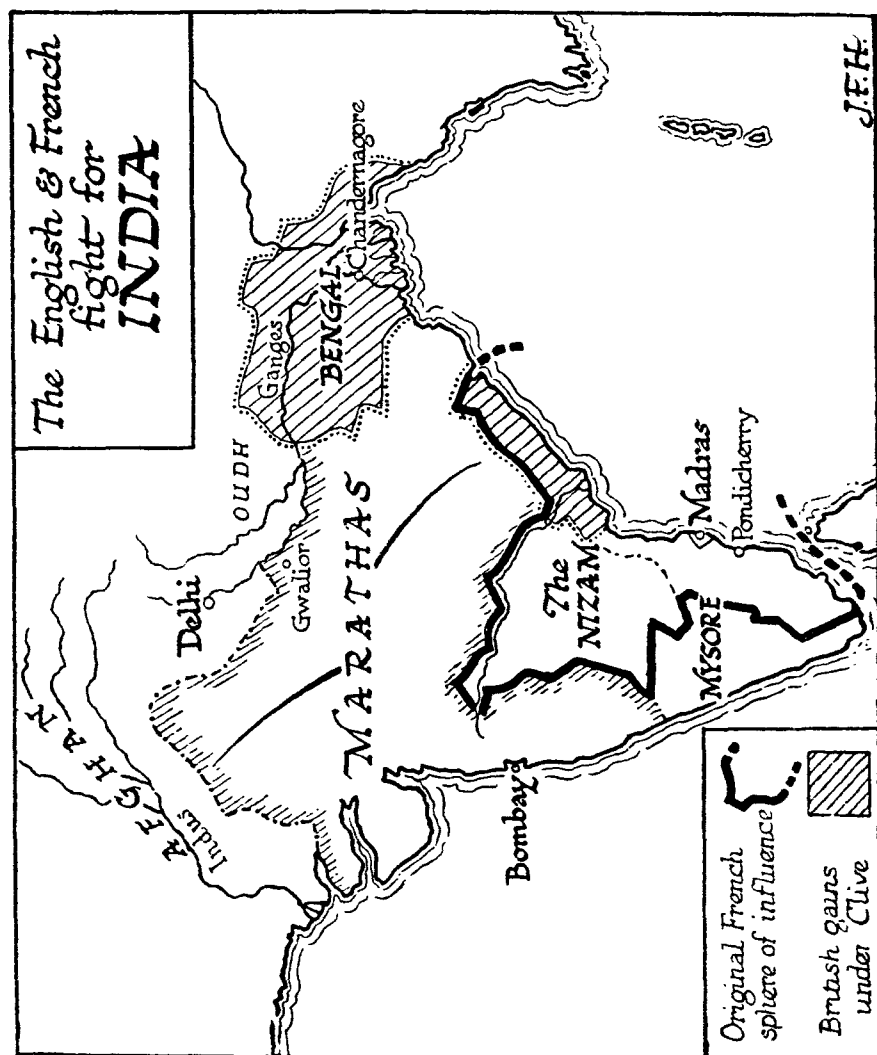 The English & French
fight for
INDIA
AFGHAN
Indus
Delhi
OUDH
Gwalior
Ganges
BENGAL
Chandernagore
MARATHAS
Bombay
The
NIZAM
MYSORE
Madras
Pondicherry
Original French
sphere of influence
British gains
under Clive
J.F.H.